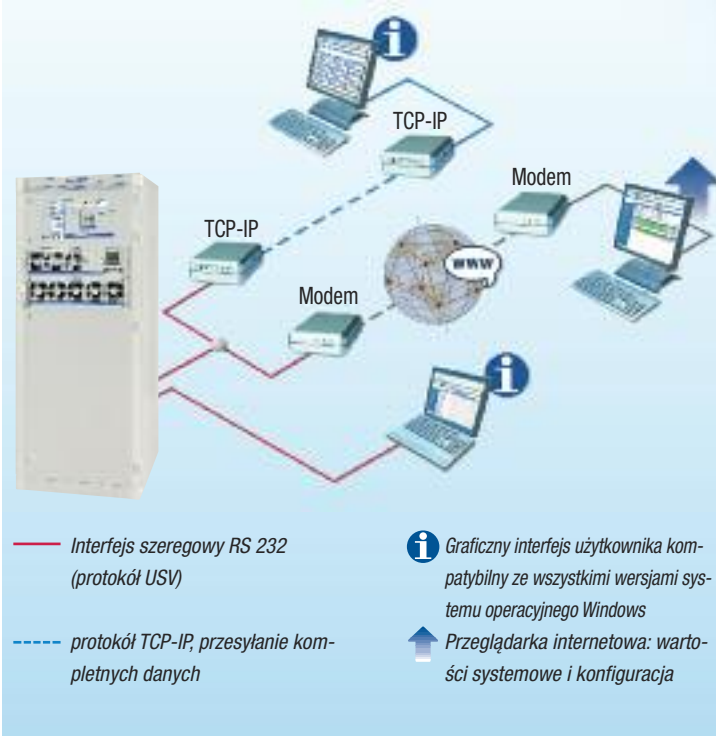 TCP-IP
Modem
TCP-IP
www
Modem
Interfejs szeregowy RS 232
(protokół USV)
protokół TCP-IP, przesyłanie kom-
pletnych danych
i Graficzny interfejs użytkownika kom-
patybilny ze wszystkimi wersjami sys-
temu operacyjnego Windows
Przeglądarka internetowa: warto-
ści systemowe i konfiguracja